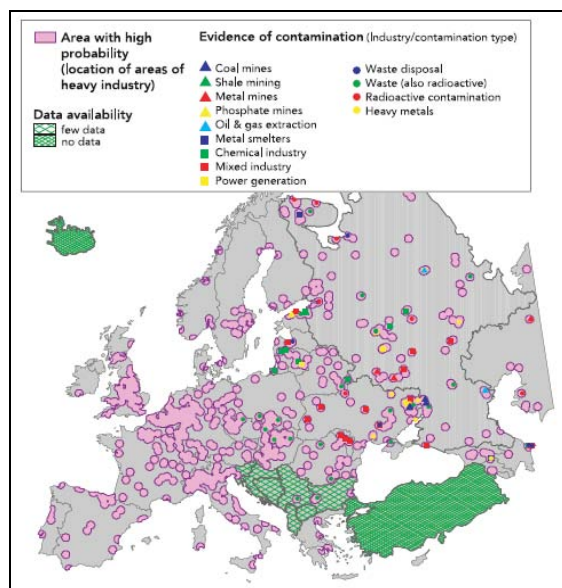 Area with high
probability
(location of areas of
heavy industry)
Data availability
few data
no data
Evidence of contamination (Industry/contamination type)
Coal mines
Shale mining
Metal mines
Phosphate mines
Oil & gas extraction
Metal smelters
Chemical industry
Mixed industry
Power generation
Waste disposal
Waste (also radioactive)
Radioactive contamination
Heavy metals